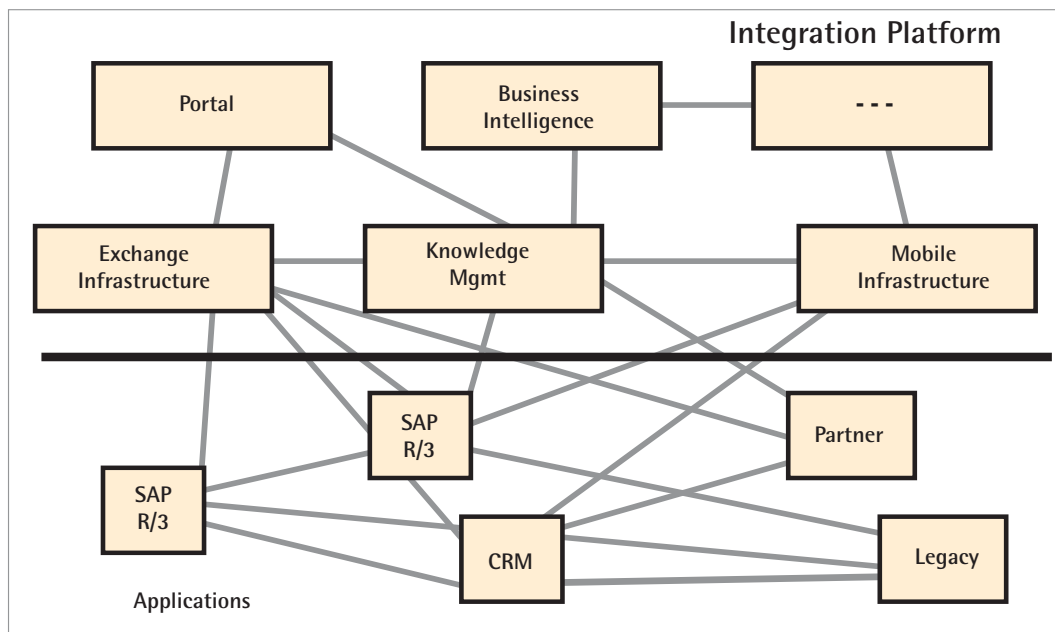 Integration Platform
Portal
Business
Intelligence
- - -
Exchange
Infrastructure
Knowledge
Mgmt
Mobile
Infrastructure
SAP
R/3
Partner
SAP
R/3
CRM
Legacy
Applications